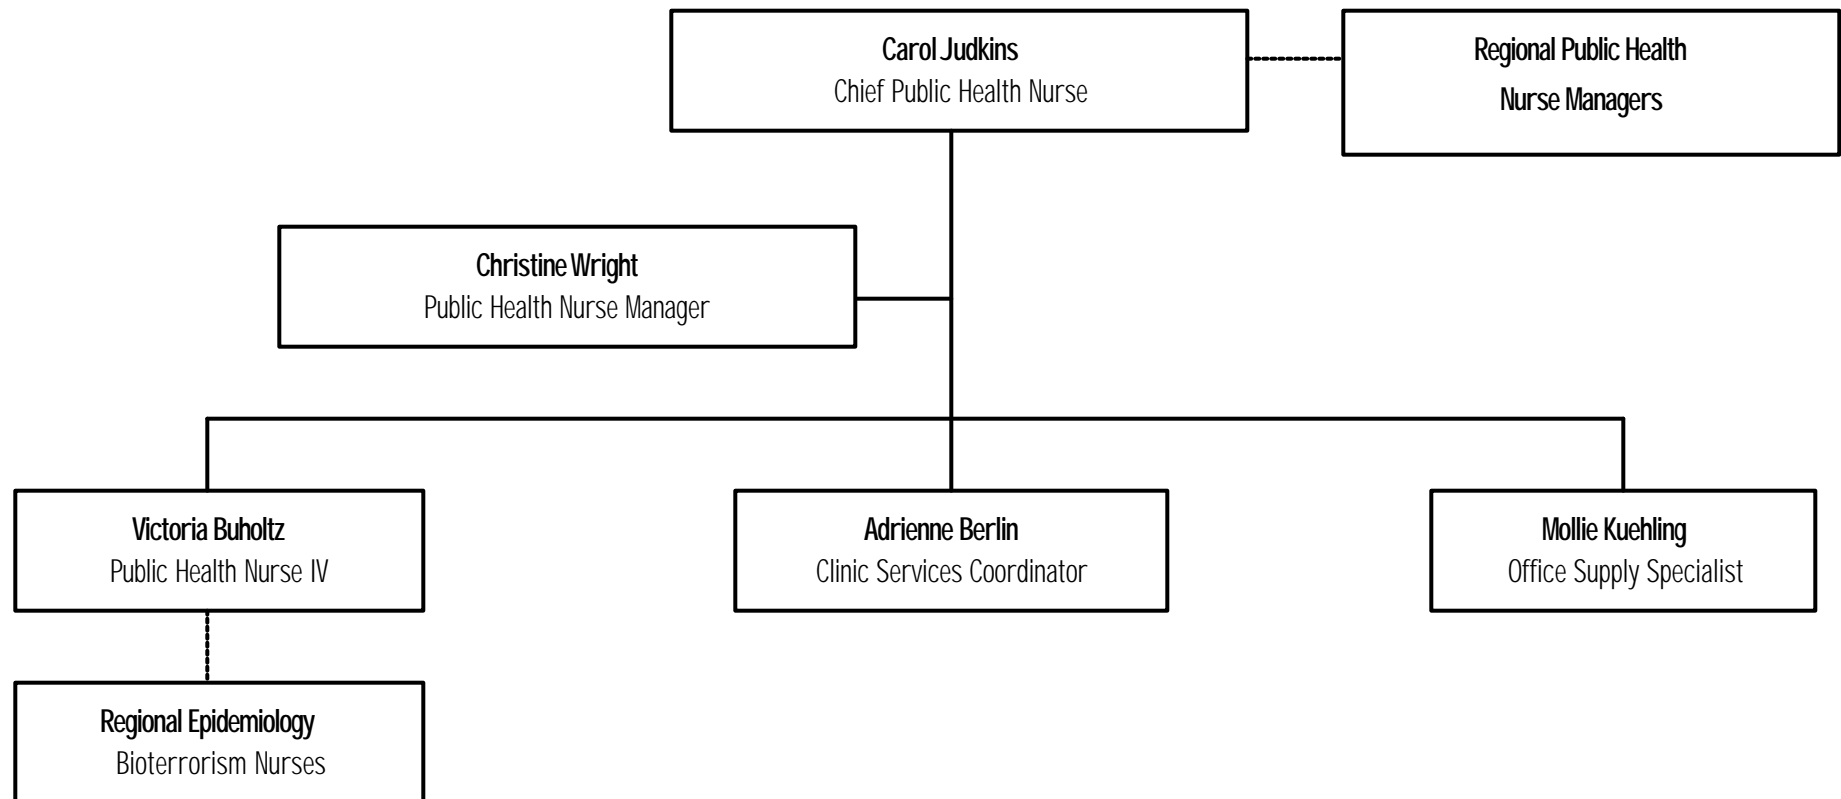 Carol Judkins
Chief Public Health Nurse
Regional Public Health
Nurse Managers
Christine Wright
Public Health Nurse Manager
Victoria Buholtz
Public Health Nurse IV
Adrienne Berlin
Clinic Services Coordinator
Mollie Kuehling
Office Supply Specialist
Regional Epidemiology
Bioterrorism Nurses